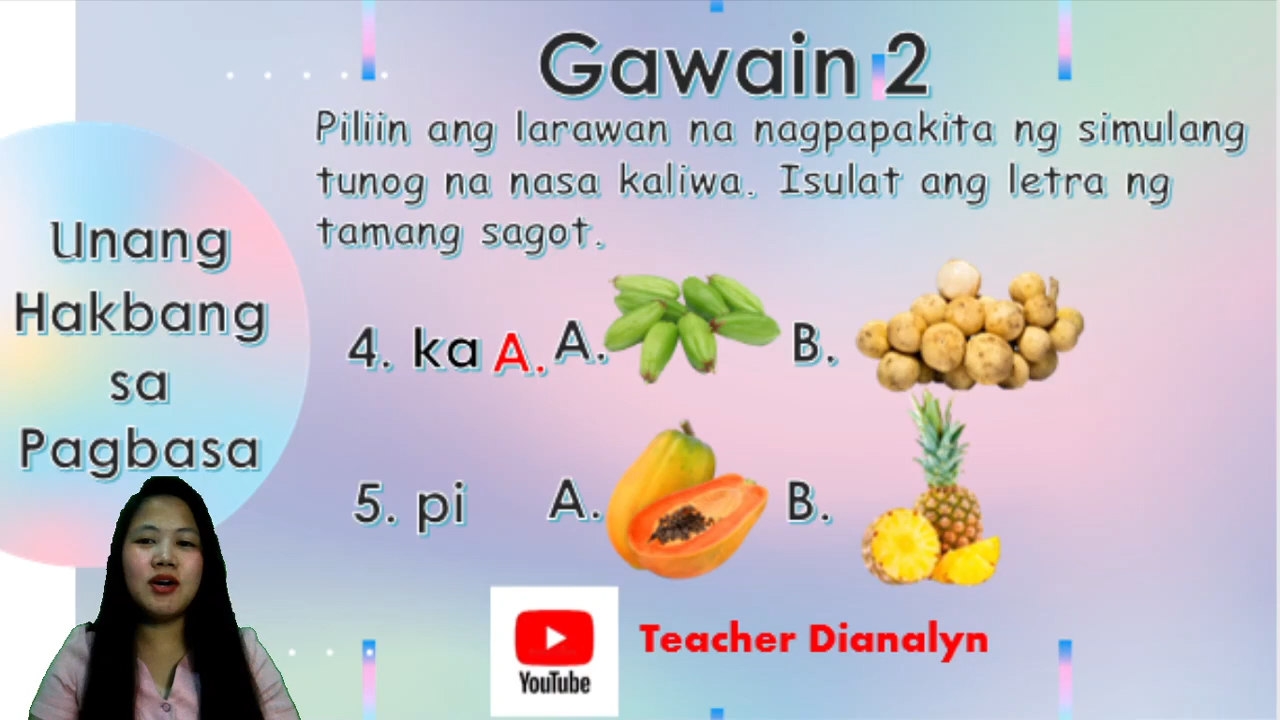 Gawain 2
Piliin ang larawan na nagpapakita ng simulang
tunog na nasa kaliwa. Isulat ang letra ng
tamang sagot.
Unang
Hakbang
sa
Pagbasa
4. ka A. A. B.
5. pi A. B.
YouTube
Teacher Dianalyn